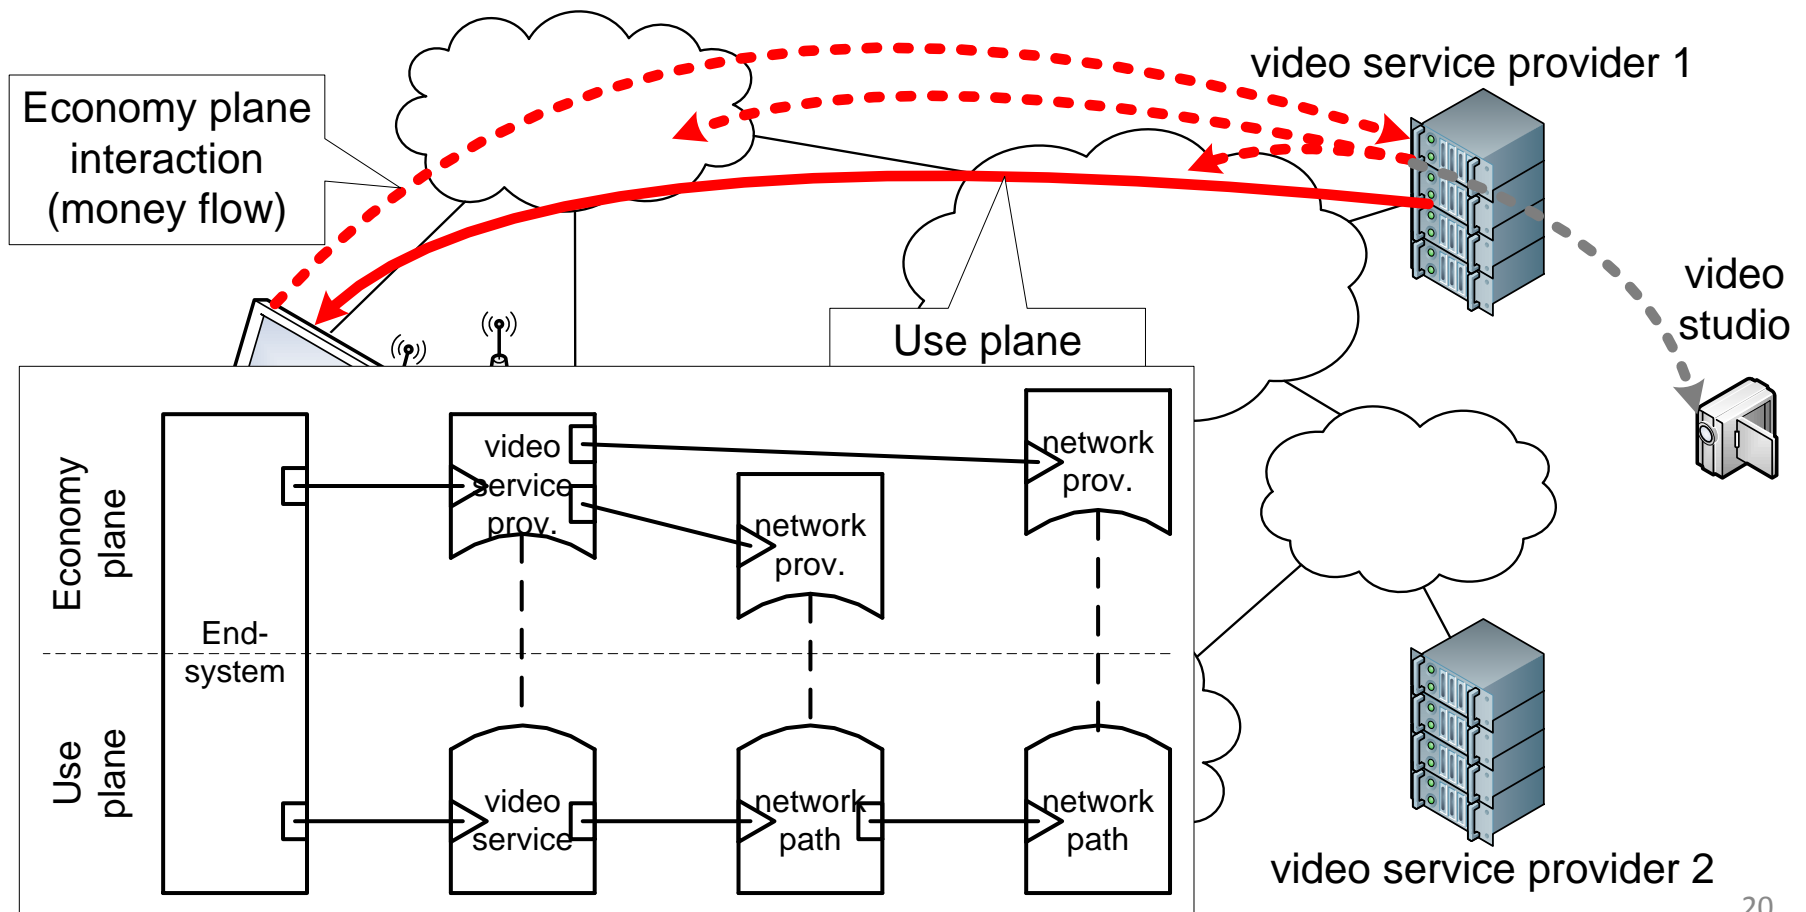 video service provider 1
Economy plane
interaction
(money flow)
video
studio
Use plane
Economy
plane
video
service
prov.
network
prov.
network
prov.
End-
system
Use
plane
video
service
network
path
network
path
video service provider 2
20